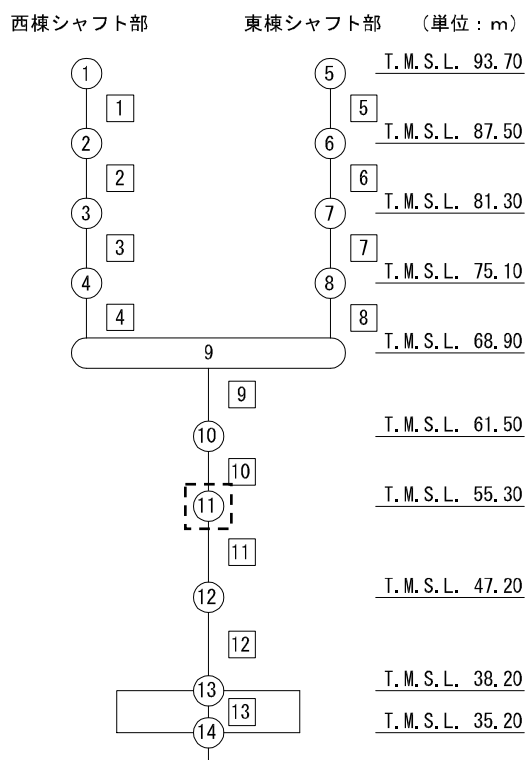 西棟シャフト部 東棟シャフト部 (単位:m)
1 5 T.M.S.L. 93.70
1 5
2 6 T.M.S.L. 87.50
2 6
3 7 T.M.S.L. 81.30
3 7
4 8 T.M.S.L. 75.10
4 8
9 T.M.S.L. 68.90
9
10 T.M.S.L. 61.50
10
11 T.M.S.L. 55.30
11
12 T.M.S.L. 47.20
12
13 T.M.S.L. 38.20
13
14 T.M.S.L. 35.20